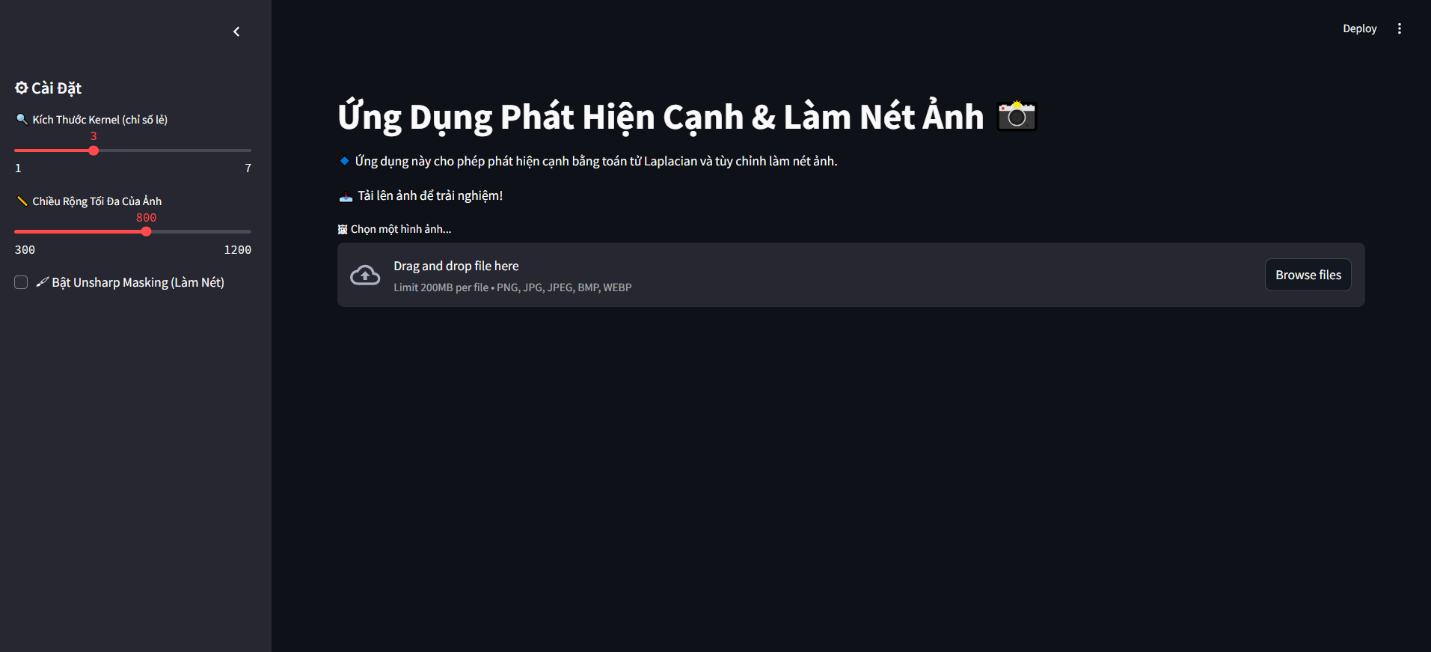 Deploy
⚙ Cài Đặt
🔍 Kích Thước Kernel (chỉ số lẻ)
3
1 7
📏 Chiều Rộng Tối Đa Của Ảnh
800
300 1200
🖌 Bật Unsharp Masking (Làm Nét)
Ứng Dụng Phát Hiện Cạnh & Làm Nét Ảnh 📸
🔹 Ứng dụng này cho phép phát hiện cạnh bằng toán tử Laplacian và tùy chỉnh làm nét ảnh.
📤 Tải lên ảnh để trải nghiệm!
🖼 Chọn một hình ảnh...
Drag and drop file here
Limit 200MB per file • PNG, JPG, JPEG, BMP, WEBP
Browse files